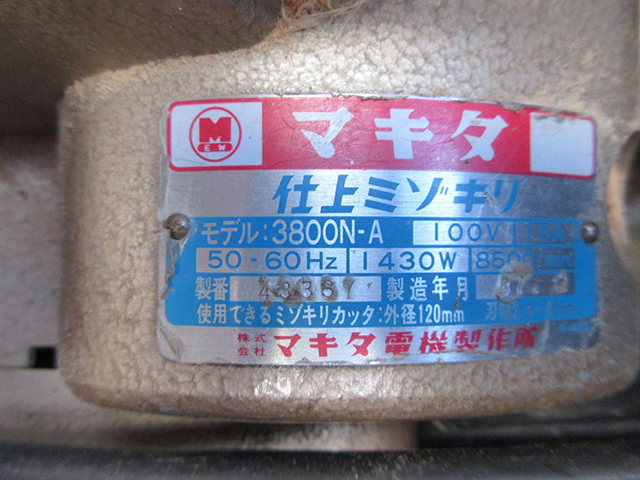 M
E W
マキタ
仕上ミゾキリ
モデル:3800N-A 100V
50-60Hz 1430W
製番 製造年月
使用できるミゾキリカッタ:外径120mm
株式会社 マキタ電機製作所